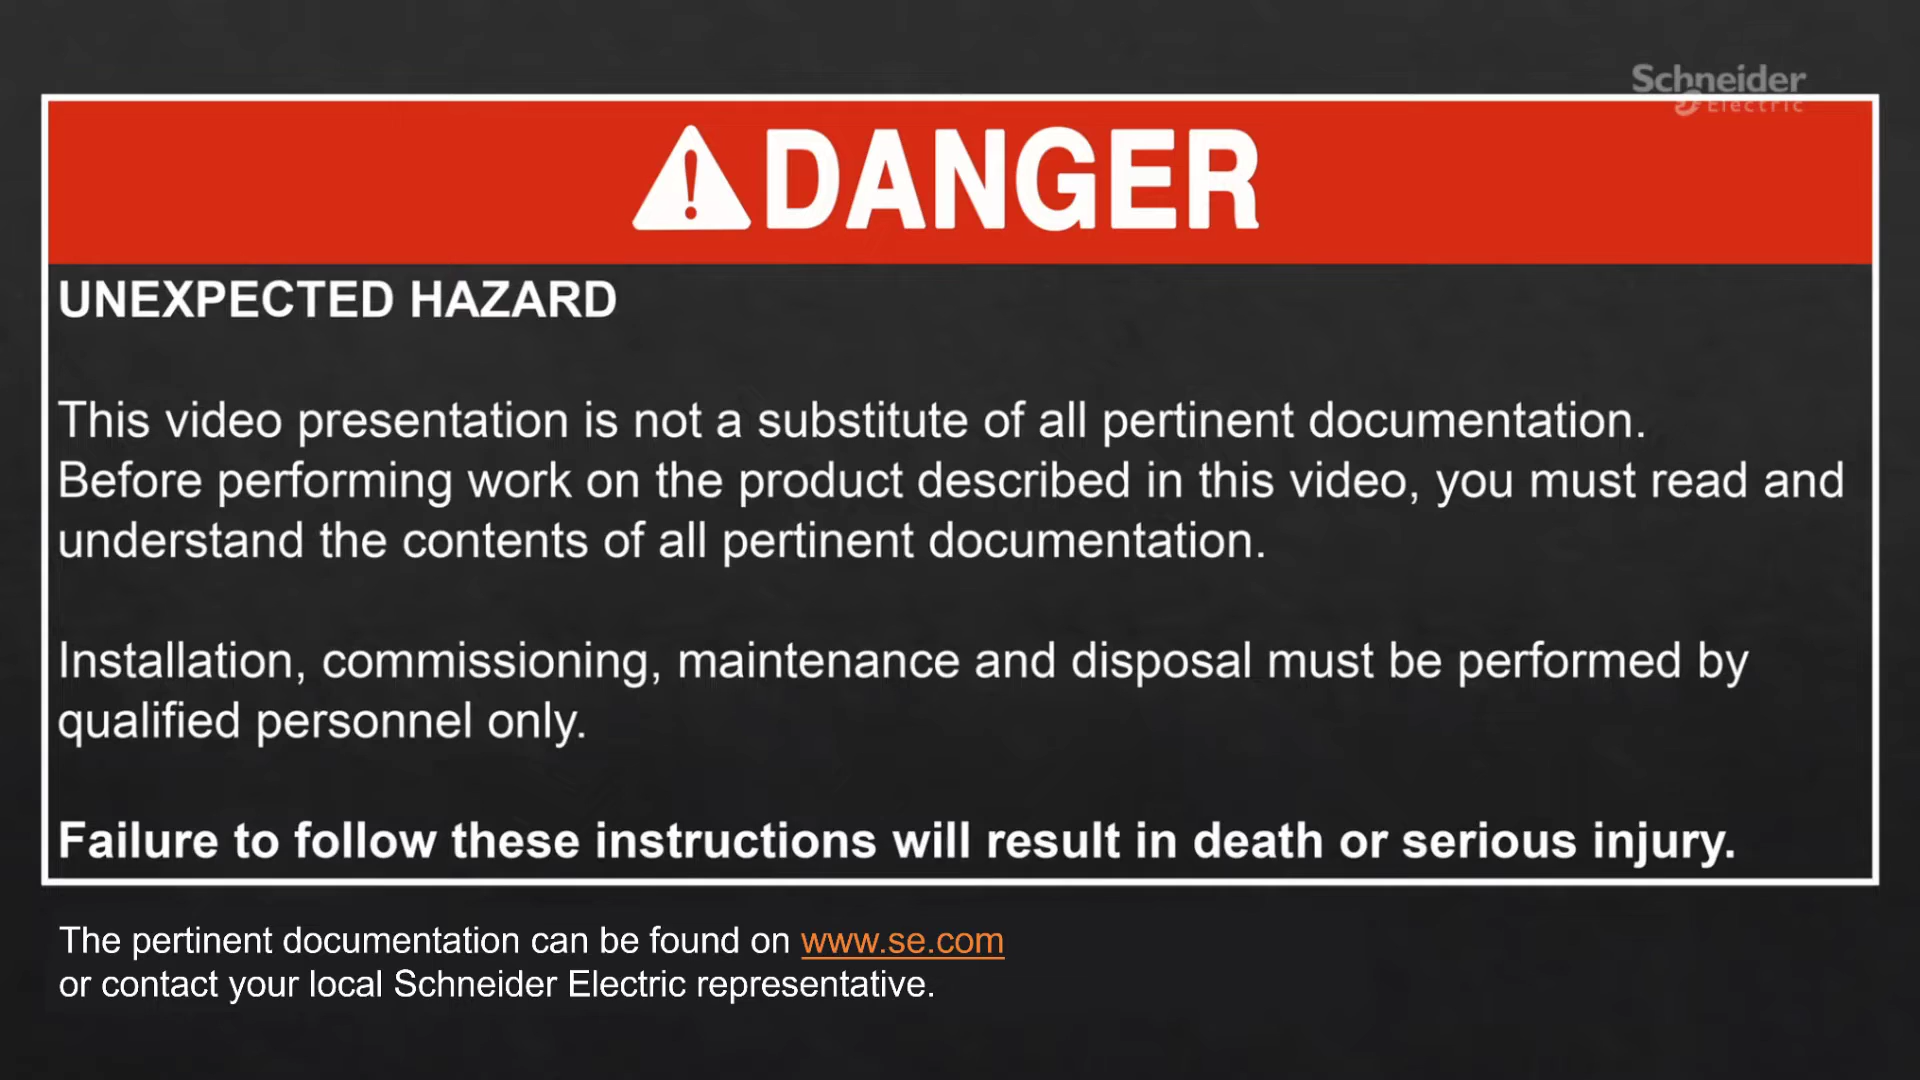 Schneider
Electric
DANGER
UNEXPECTED HAZARD
This video presentation is not a substitute of all pertinent documentation.
Before performing work on the product described in this video, you must read and
understand the contents of all pertinent documentation.
Installation, commissioning, maintenance and disposal must be performed by
qualified personnel only.
Failure to follow these instructions will result in death or serious injury.
The pertinent documentation can be found on www.se.com
or contact your local Schneider Electric representative.